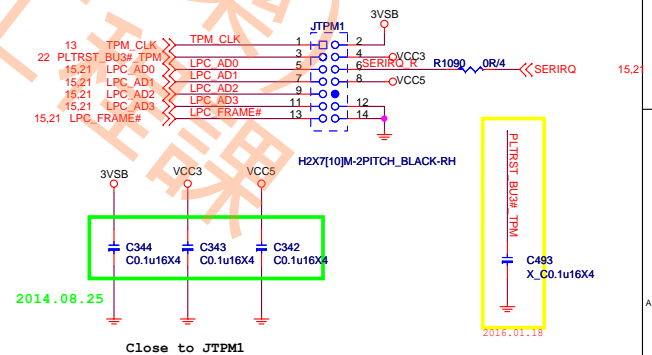 JTPM1
3VSB
13 TPM_CLK TPM_CLK 1 2
22 PLTRST_BU3#_TPM 3 4 VCC3
15,21 LPC_AD0 LPC_AD0 5 6 SERIRQ_R R1090 0R/4 SERIRQ 15,21
15,21 LPC_AD1 LPC_AD1 7 8 VCC5
15,21 LPC_AD2 LPC_AD2 9
15,21 LPC_AD3 LPC_AD3 11 12
15,21 LPC_FRAME# LPC_FRAME# 13 14
H2X7[10]M-2PITCH_BLACK-RH
3VSB VCC3 VCC5
PLTRST_BU3#_TPM
C344 C343 C342
C0.1u16X4 C0.1u16X4 C0.1u16X4
C493
X_C0.1u16X4
2014.08.25
2016.01.18
Close to JTPM1
A
工程課